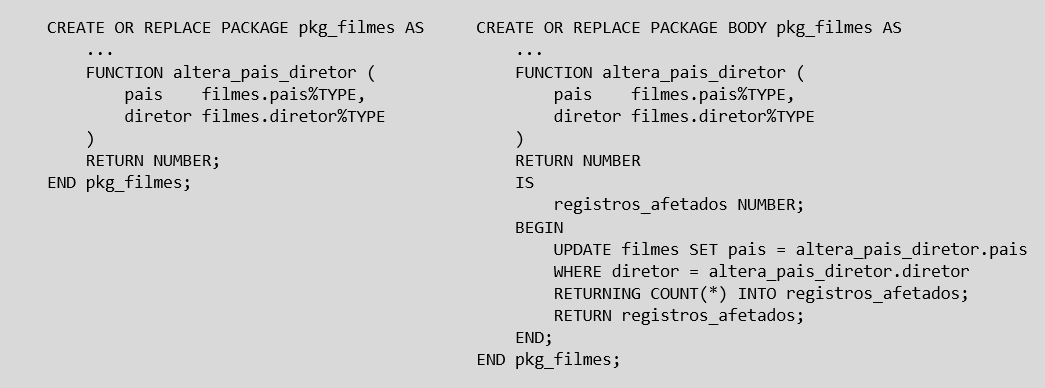 CREATE OR REPLACE PACKAGE pkg_filmes AS
...
FUNCTION altera_pais_diretor (
pais filmes.pais%TYPE,
diretor filmes.diretor%TYPE
)
RETURN NUMBER;
END pkg_filmes;
CREATE OR REPLACE PACKAGE BODY pkg_filmes AS
...
FUNCTION altera_pais_diretor (
pais filmes.pais%TYPE,
diretor filmes.diretor%TYPE
)
RETURN NUMBER
IS
registros_afetados NUMBER;
BEGIN
UPDATE filmes SET pais = altera_pais_diretor.pais
WHERE diretor = altera_pais_diretor.diretor
RETURNING COUNT(*) INTO registros_afetados;
RETURN registros_afetados;
END;
END pkg_filmes;